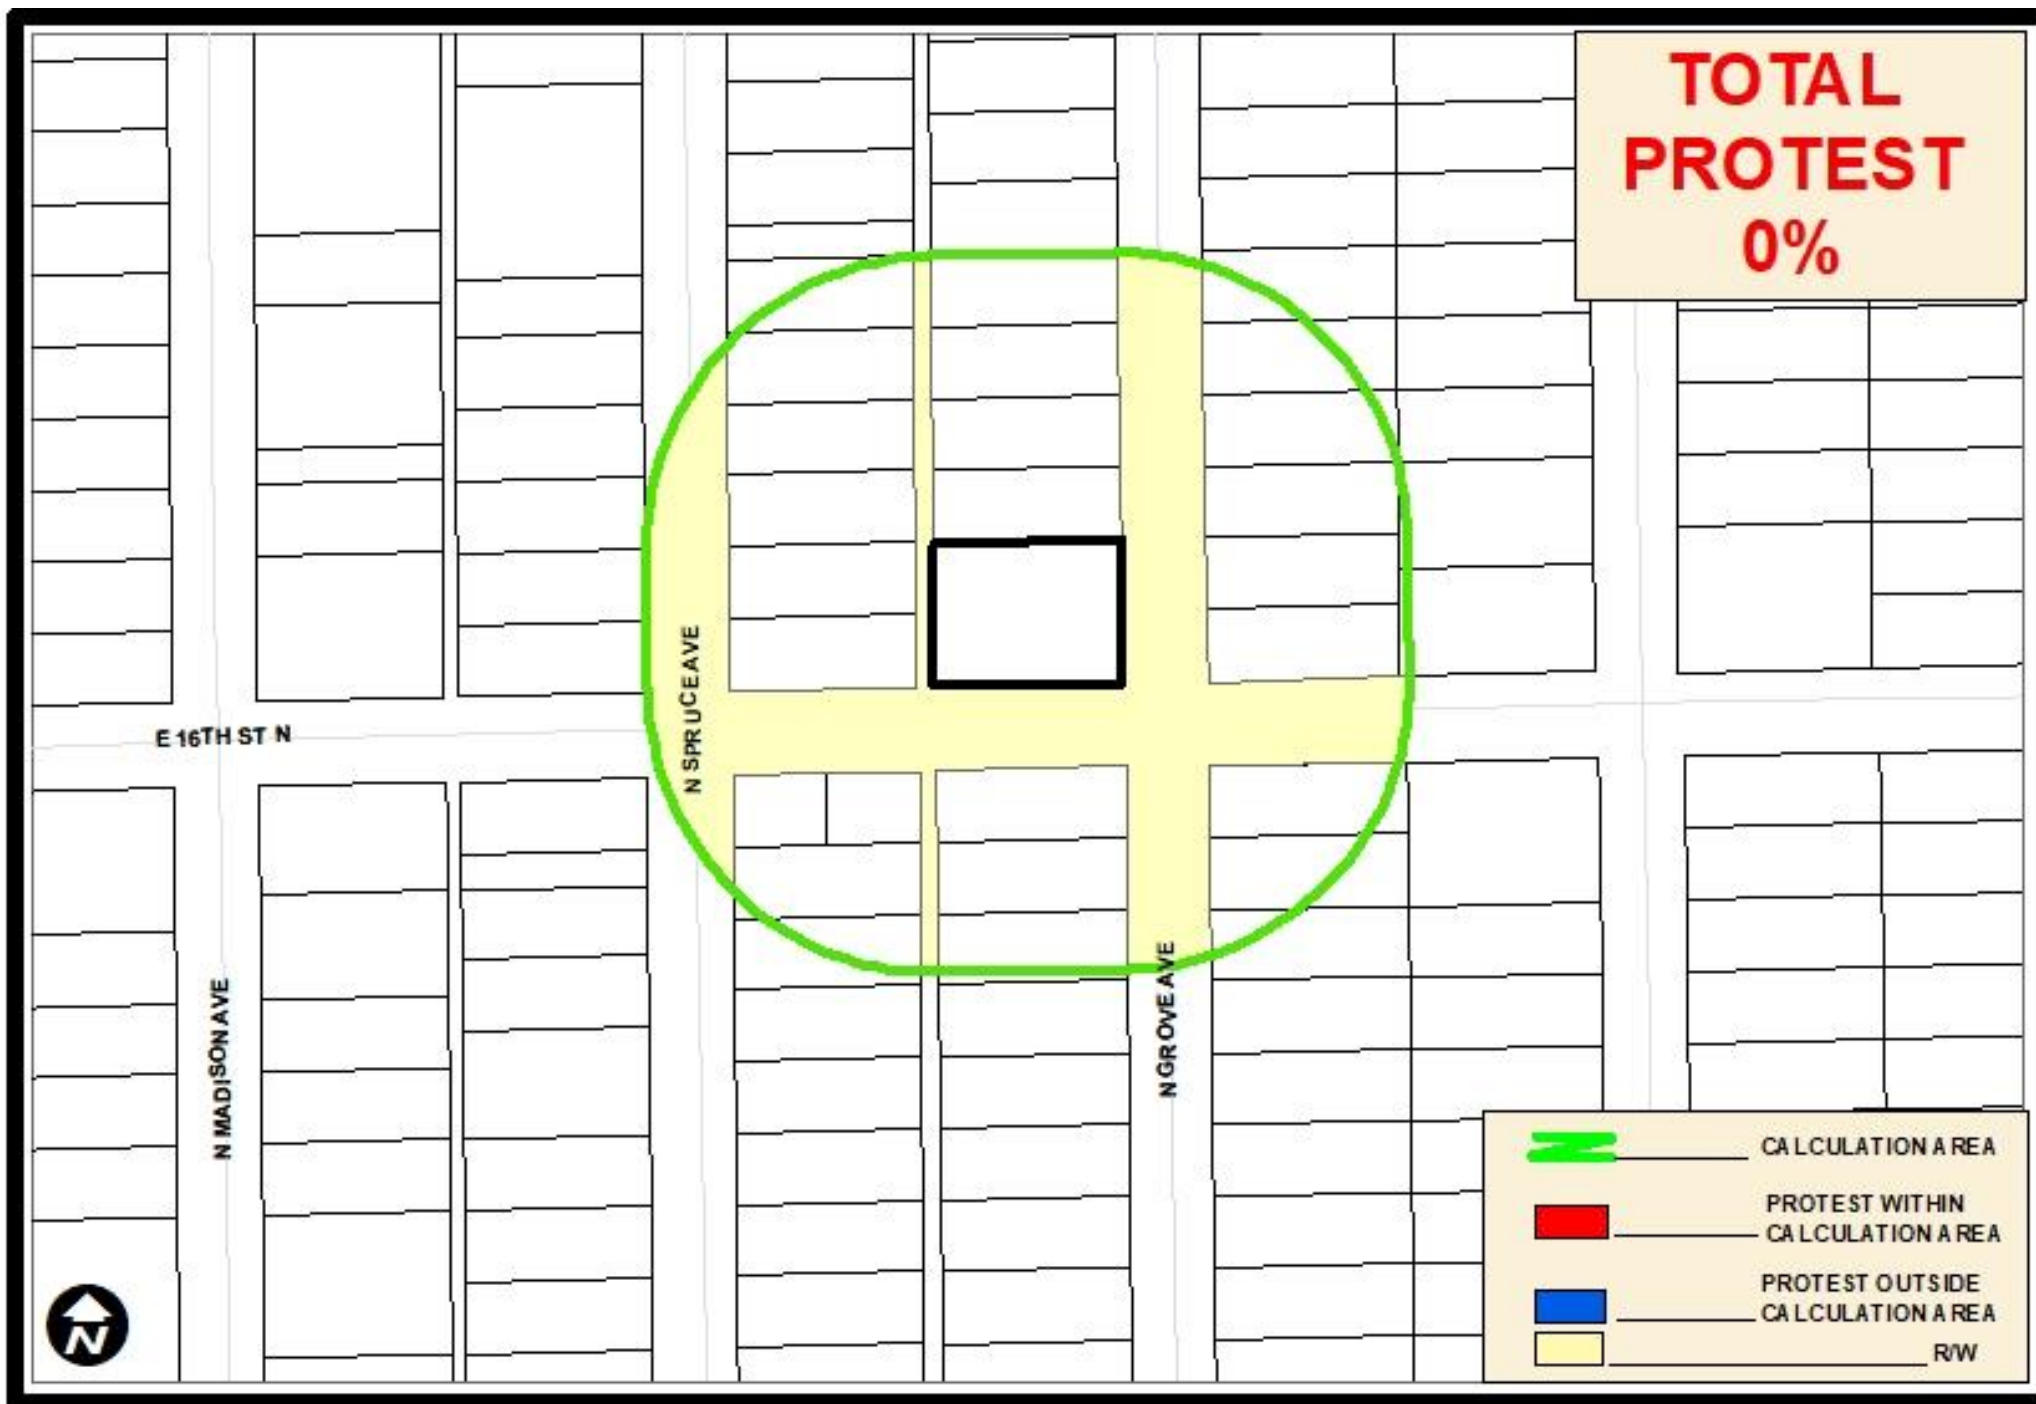 TOTAL
PROTEST
0%
E 16TH ST N
N SPRUCE AVE
N MADISON AVE
N GROVE AVE
CALCULATION AREA
PROTEST WITHIN
CALCULATION AREA
PROTEST OUTSIDE
CALCULATION AREA
R/W
N